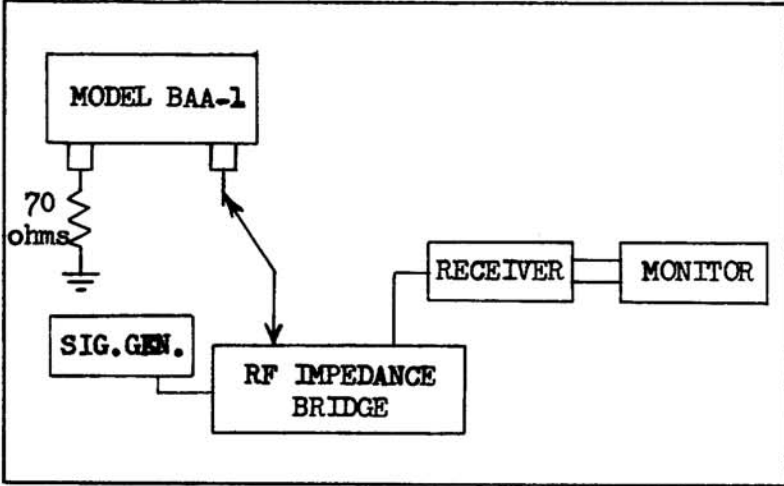 MODEL BAA-1
70
ohms
SIG.GEN.
RF IMPEDANCE
BRIDGE
RECEIVER
MONITOR